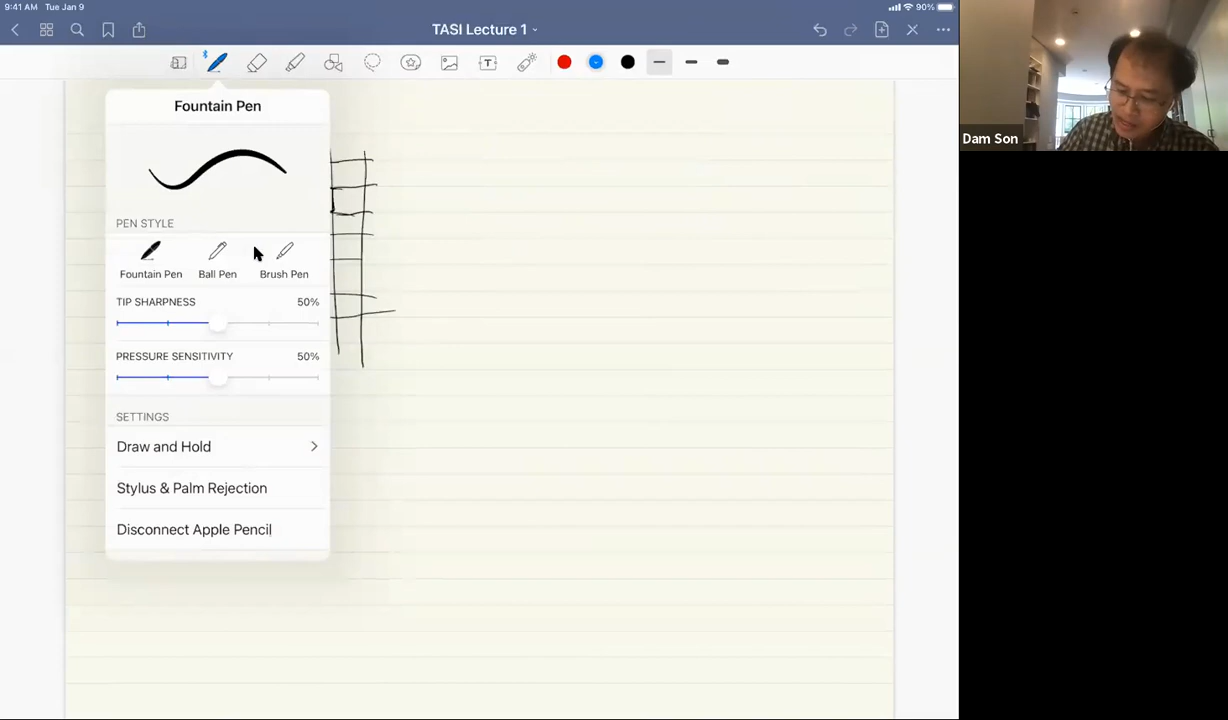 9:41 AM Tue Jan 9
90%
TASI Lecture 1
T
Fountain Pen
PEN STYLE
Fountain Pen Ball Pen Brush Pen
TIP SHARPNESS 50%
PRESSURE SENSITIVITY 50%
SETTINGS
Draw and Hold
Stylus & Palm Rejection
Disconnect Apple Pencil
Dam Son